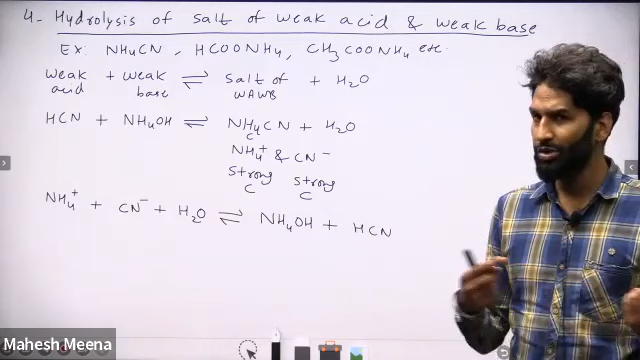 4. Hydrolysis of salt of weak acid & weak base
Ex: NH4CN, HCOONH4, CH3COONH4 etc.
Weak acid + weak base ⇌ salt of WAWB + H2O
HCN + NH4OH ⇌ NH4CN + H2O
C
NH4+ & CN−
Strong C Strong C
NH4+ + CN− + H2O ⇌ NH4OH + HCN
Mahesh Meena